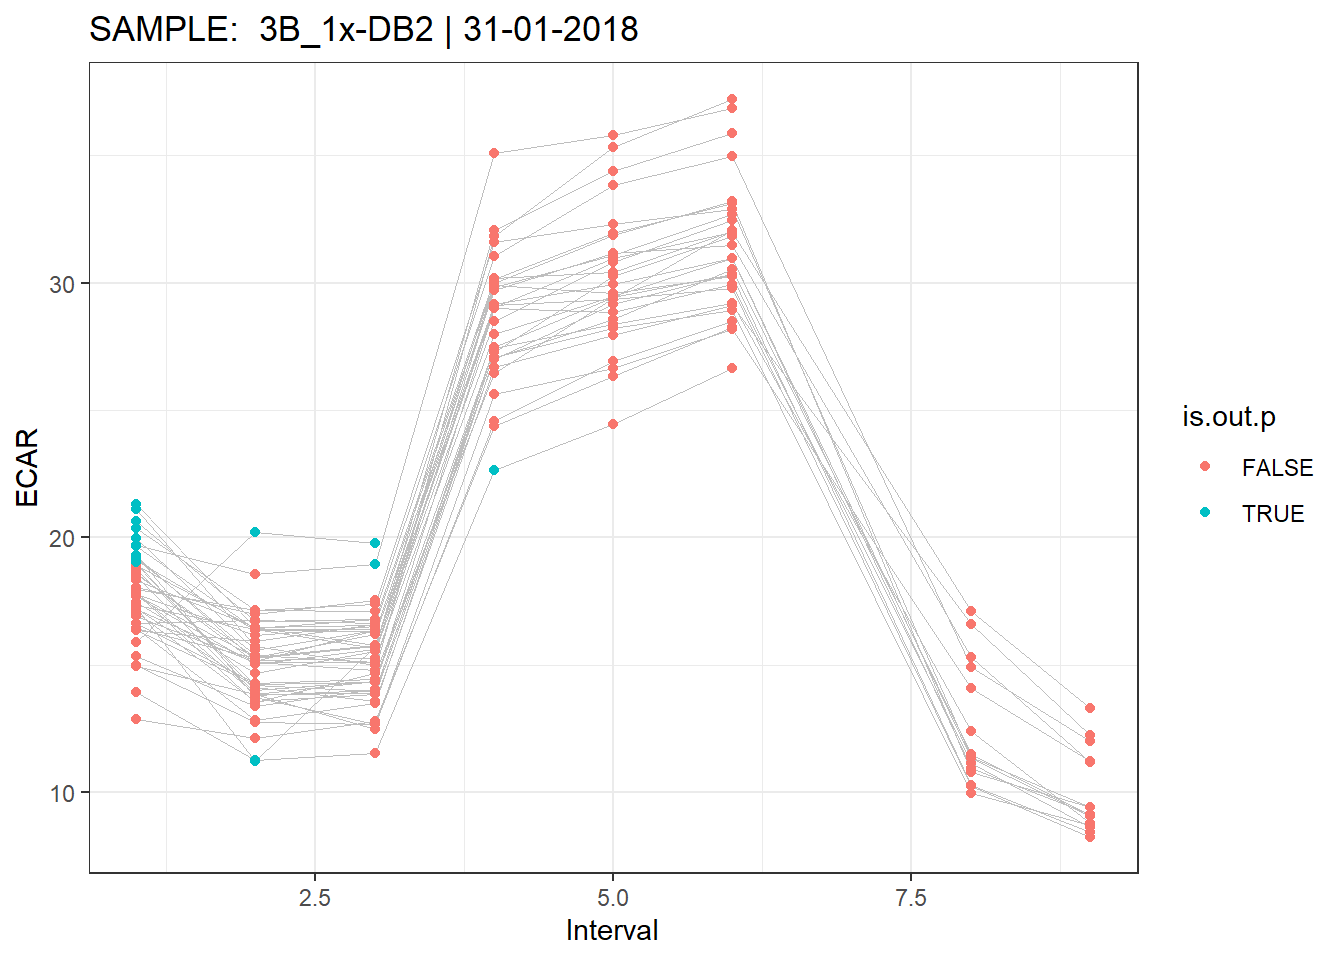 SAMPLE:  3B_1x-DB2 | 31-01-2018
ECAR
30
20
10
2.5
5.0
7.5
Interval
is.out.p
FALSE
TRUE